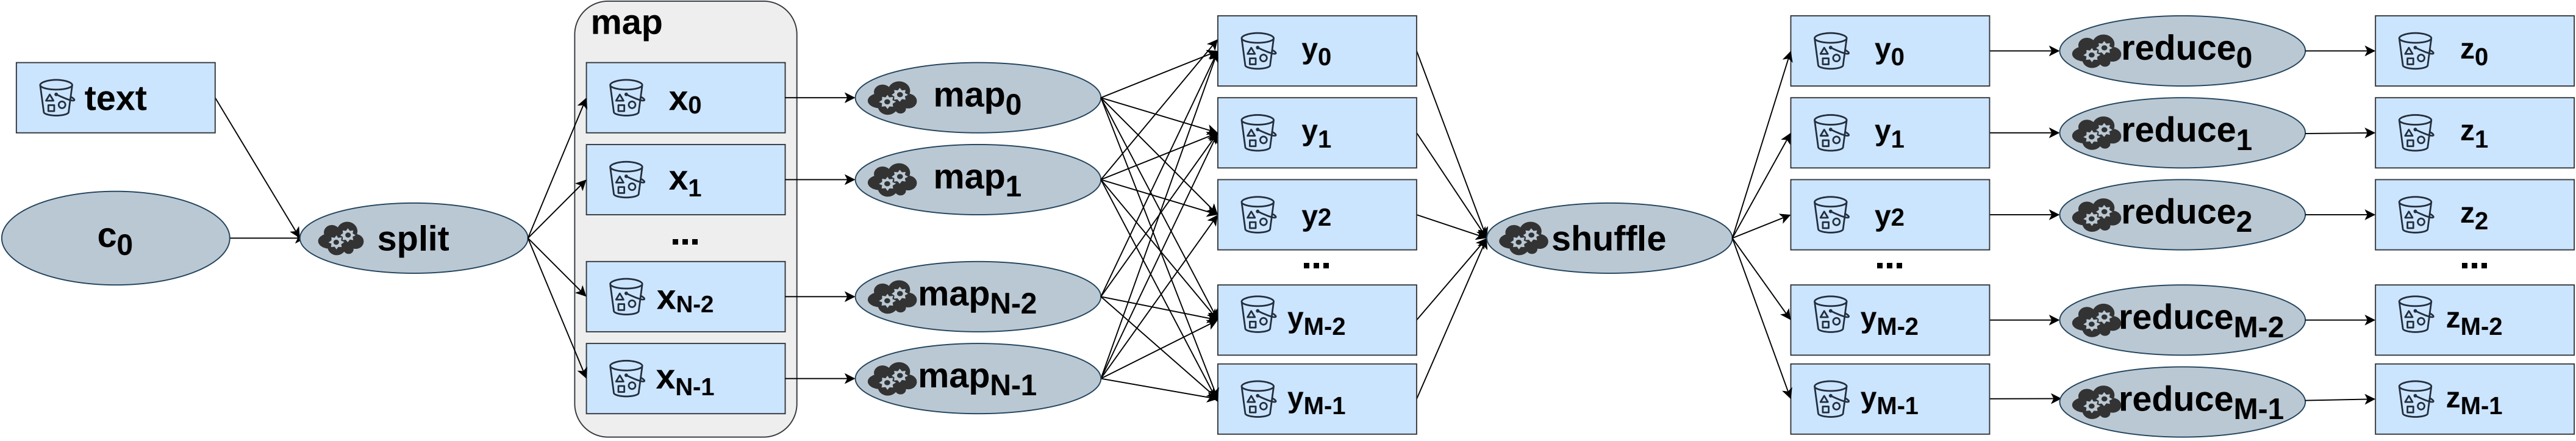 text
c0
split
map
x0
x1
...
xN-2
xN-1
map0
map1
mapN-2
mapN-1
y0
y1
y2
...
yM-2
yM-1
shuffle
y0
y1
y2
...
yM-2
yM-1
reduce0
reduce1
reduce2
reduceM-2
reduceM-1
z0
z1
z2
...
zM-2
zM-1